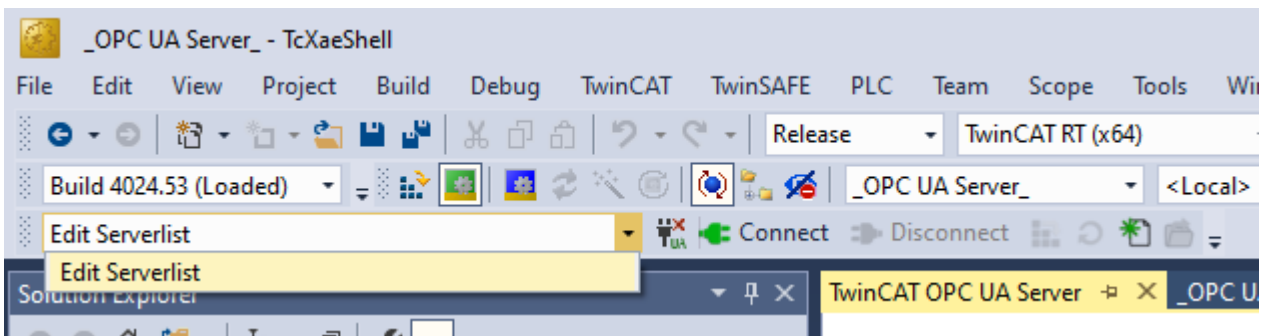 _OPC UA Server_ - TcXaeShell
File Edit View Project Build Debug TwinCAT TwinSAFE PLC Team Scope Tools
Release TwinCAT RT (x64)
Build 4024.53 (Loaded) _OPC UA Server_ <Local>
Edit Serverlist UA Connect Disconnect
Edit Serverlist
Solution Explorer TwinCAT OPC UA Server _OPC U